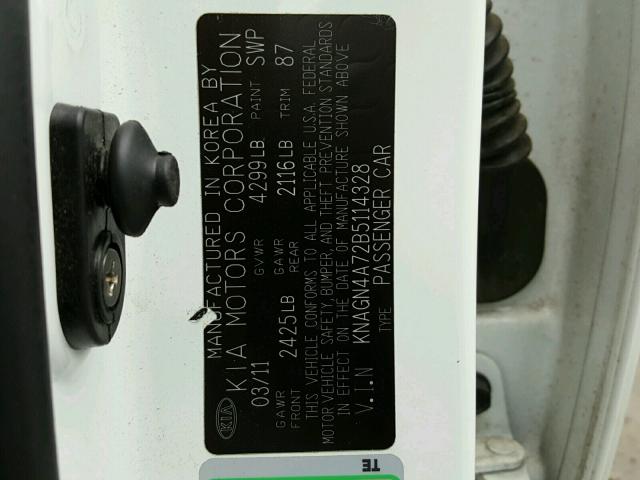 MANUFACTURED IN KOREA BY
KIA KIA MOTORS CORPORATION
03/11 GVWR 4299LB PAINT SWP
GAWR FRONT 2425LB GAWR REAR 2116LB TRIM 87
THIS VEHICLE CONFORMS TO ALL APPLICABLE U.S.A. FEDERAL
MOTOR VEHICLE SAFETY, BUMPER, AND THEFT PREVENTION STANDARDS
IN EFFECT ON THE DATE OF MANUFACTURE SHOWN ABOVE
V.I.N KNAGN4A72B5114328
TYPE PASSENGER CAR
TE